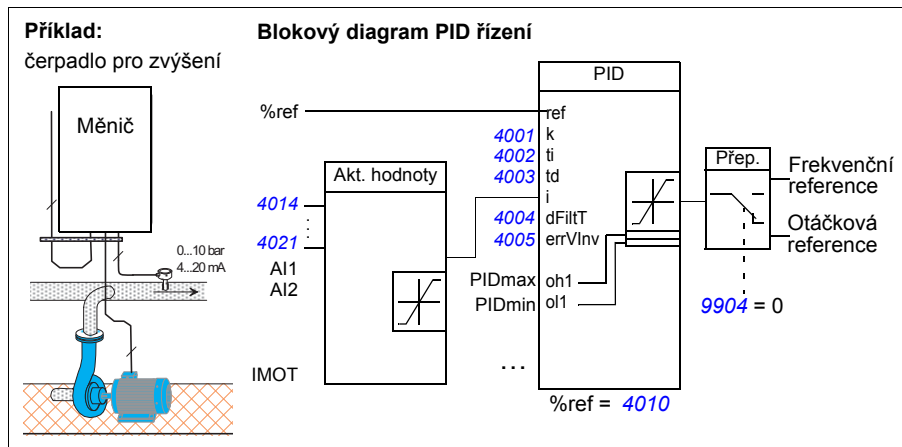 Příklad:
čerpadlo pro zvýšení
Měnič
0...10 bar
4...20 mA
Blokový diagram PID řízení
PID
%ref
ref
4001 k
4002 ti
4003 td
i
4004 dFiltT
4005 errVInv
PIDmax oh1
PIDmin ol1
Akt. hodnoty
4014
4021
AI1
AI2
IMOT
...
%ref = 4010
Přep.
Frekvenční
reference
Otáčková
reference
9904 = 0